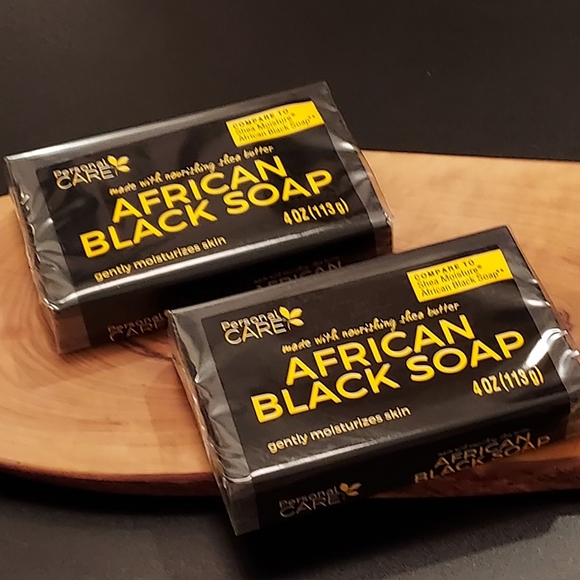 Personal
CARE
made with nourishing shea butter
AFRICAN
BLACK SOAP
4 OZ (113 g)
gently moisturizes skin
COMPARE TO
Shea Moisture®
African Black Soap**
Personal
CARE
AFRICAN
Personal
CARE
made with nourishing shea butter
AFRICAN
BLACK SOAP
4 OZ (113 g)
gently moisturizes skin
COMPARE TO
Shea Moisture®
African Black Soap**
Personal
CARE
AFRICAN
BLACK SOAP